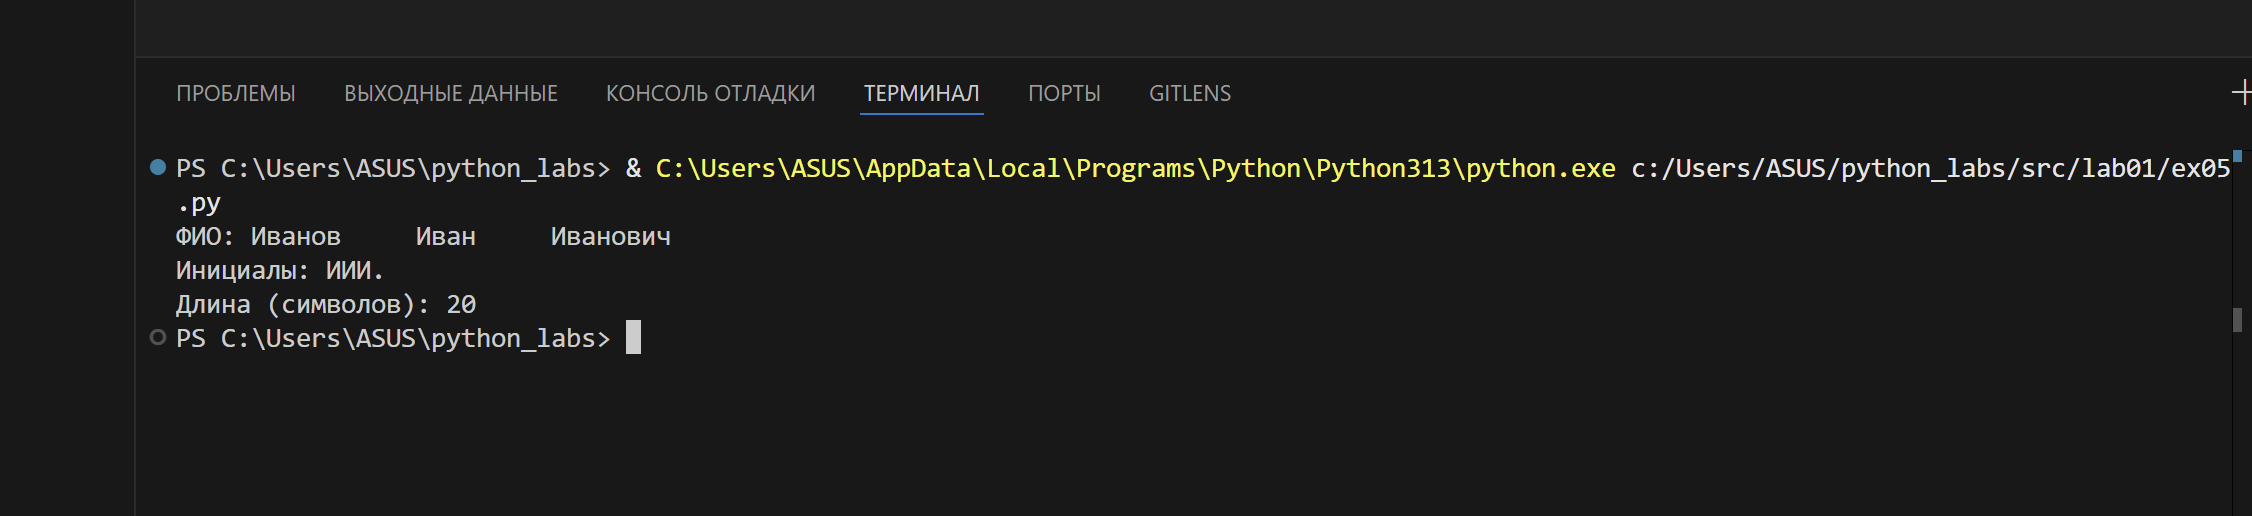 ПРОБЛЕМЫ ВЫХОДНЫЕ ДАННЫЕ КОНСОЛЬ ОТЛАДКИ ТЕРМИНАЛ ПОРТЫ GITLENS
PS C:\Users\ASUS\python_labs> & C:\Users\ASUS\AppData\Local\Programs\Python\Python313\python.exe c:/Users/ASUS/python_labs/src/lab01/ex05
.py
ФИО: Иванов     Иван     Иванович
Инициалы: ИИИ.
Длина (символов): 20
PS C:\Users\ASUS\python_labs>